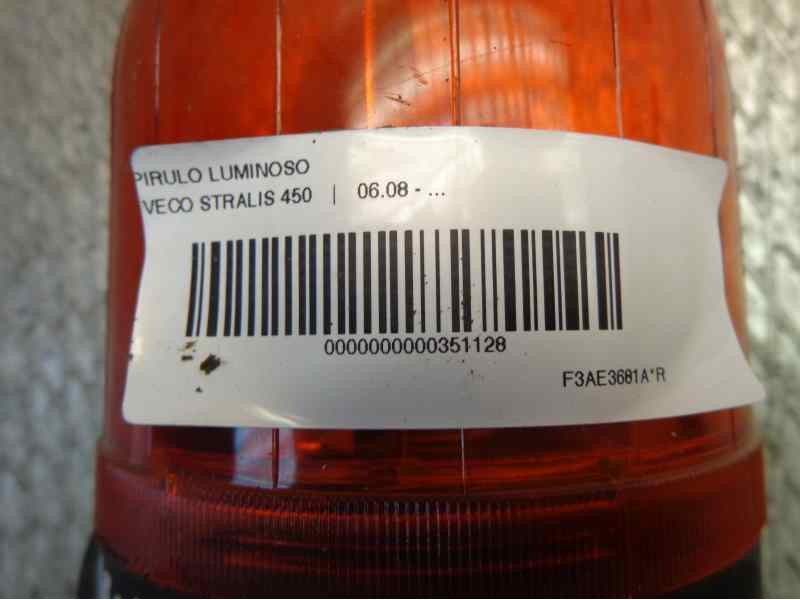 PIRULO LUMINOSO
VECO STRALIS 450 | 06.08 - ...
0000000000351128
F3AE3681A*R